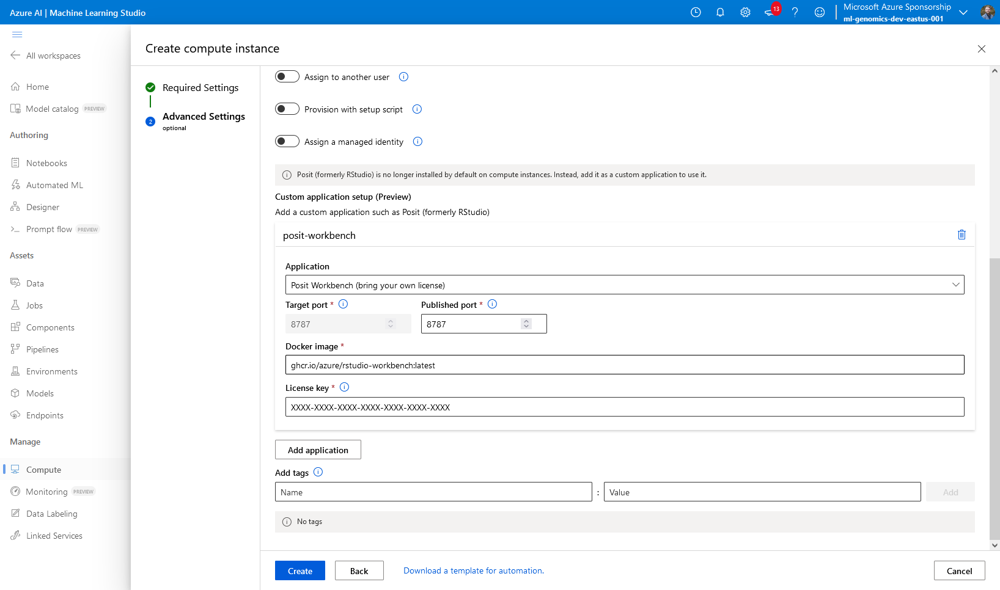 Azure AI | Machine Learning Studio
13
Microsoft Azure Sponsorship
ml-genomics-dev-eastus-001
All workspaces
Home
Model catalog PREVIEW
Authoring
Notebooks
Automated ML
Designer
Prompt flow PREVIEW
Assets
Data
Jobs
Components
Pipelines
Environments
Models
Endpoints
Manage
Compute
Monitoring PREVIEW
Data Labeling
Linked Services
Create compute instance
Required Settings
2 Advanced Settings
optional
Assign to another user
Provision with setup script
Assign a managed identity
Posit (formerly RStudio) is no longer installed by default on compute instances. Instead, add it as a custom application to use it.
Custom application setup (Preview)
Add a custom application such as Posit (formerly RStudio)
posit-workbench
Application
Posit Workbench (bring your own license)
Target port * Published port *
8787 8787
Docker image *
ghcr.io/azure/rstudio-workbench:latest
License key *
XXXX-XXXX-XXXX-XXXX-XXXX-XXXX-XXXX
Add application
Add tags
Name : Value Add
No tags
Create Back Download a template for automation. Cancel